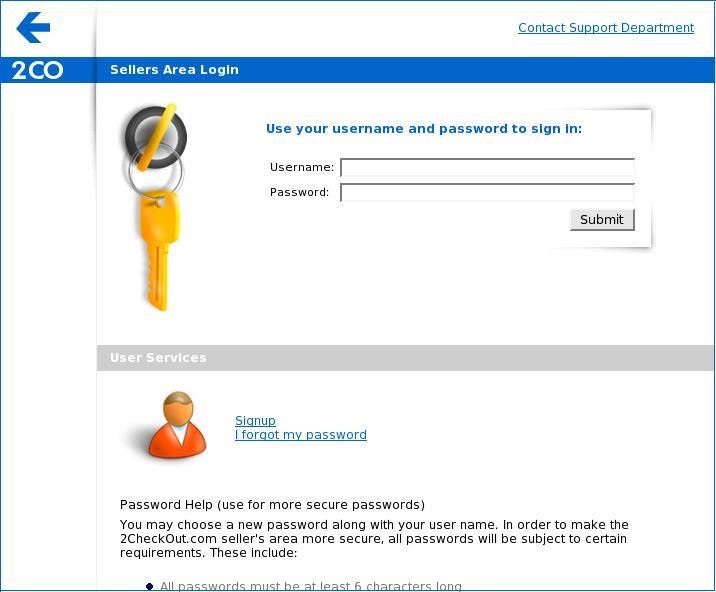 Contact Support Department
2CO
Sellers Area Login
Use your username and password to sign in:
Username:
Password:
Submit
User Services
Signup
I forgot my password
Password Help (use for more secure passwords)
You may choose a new password along with your user name. In order to make the
2CheckOut.com seller's area more secure, all passwords will be subject to certain
requirements. These include:
All passwords must be at least 6 characters long